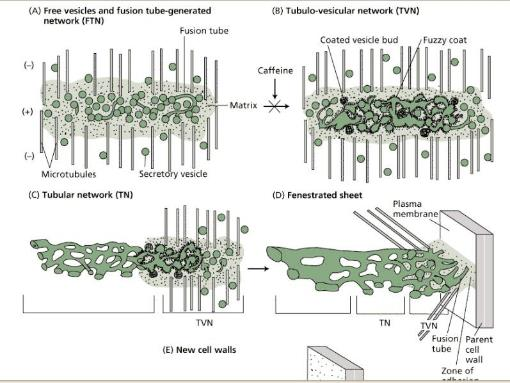 (A) Free vesicles and fusion tube-generated
network (FTN)
Fusion tube
(–)
(+)
(–)
Matrix
Microtubules
Secretory vesicle
Caffeine
(B) Tubulo-vesicular network (TVN)
Coated vesicle bud
Fuzzy coat
(C) Tubular network (TN)
TVN
(D) Fenestrated sheet
Plasma
membrane
TN
TVN
Fusion
tube
Parent
cell
wall
Zone of
adhesion
(E) New cell walls